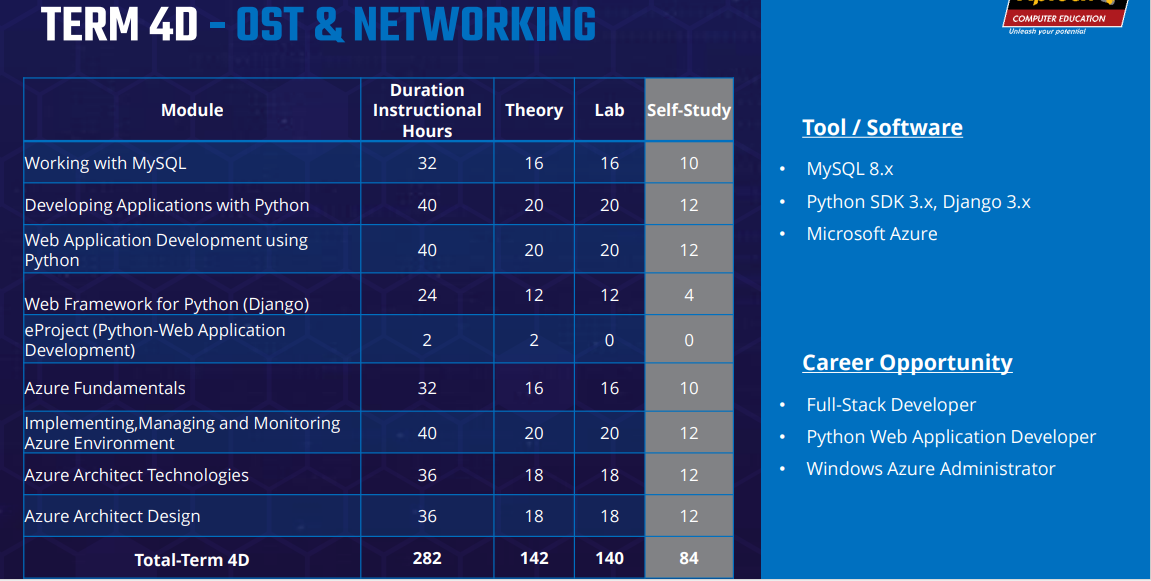 TERM 4D - OST & NETWORKING
COMPUTER EDUCATION
Unleash your potential
Module
Duration
Instructional
Hours
Theory
Lab
Self-Study
Working with MySQL 32 16 16 10
Developing Applications with Python 40 20 20 12
Web Application Development using
Python
40 20 20 12
Web Framework for Python (Django) 24 12 12 4
eProject (Python-Web Application
Development)
2 2 0 0
Azure Fundamentals 32 16 16 10
Implementing,Managing and Monitoring
Azure Environment
40 20 20 12
Azure Architect Technologies 36 18 18 12
Azure Architect Design 36 18 18 12
Total-Term 4D 282 142 140 84
Tool / Software
• MySQL 8.x
• Python SDK 3.x, Django 3.x
• Microsoft Azure
Career Opportunity
• Full-Stack Developer
• Python Web Application Developer
• Windows Azure Administrator